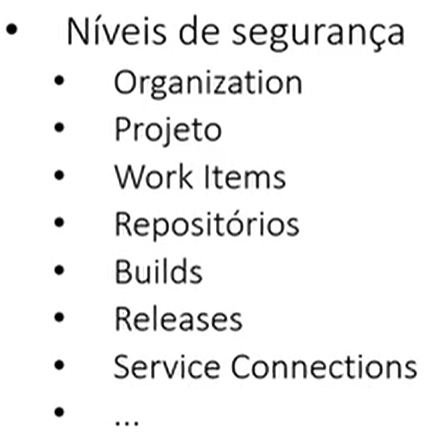 • Níveis de segurança
• Organization
• Projeto
• Work Items
• Repositórios
• Builds
• Releases
• Service Connections
• ...